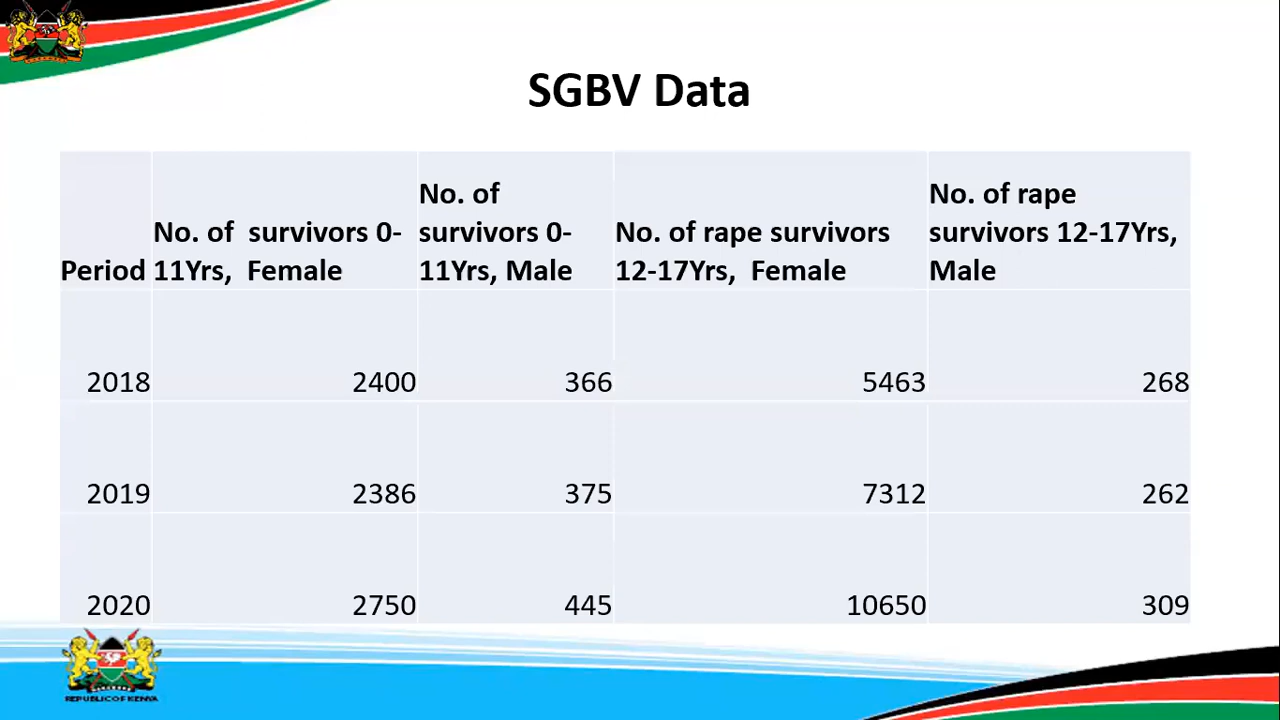 SGBV Data
Period
No. of  survivors 0-
11Yrs,  Female
No. of
survivors 0-
11Yrs, Male
No. of rape survivors
12-17Yrs,  Female
No. of rape
survivors 12-17Yrs,
Male
2018 2400 366 5463 268
2019 2386 375 7312 262
2020 2750 445 10650 309
REPUBLIC OF KENYA